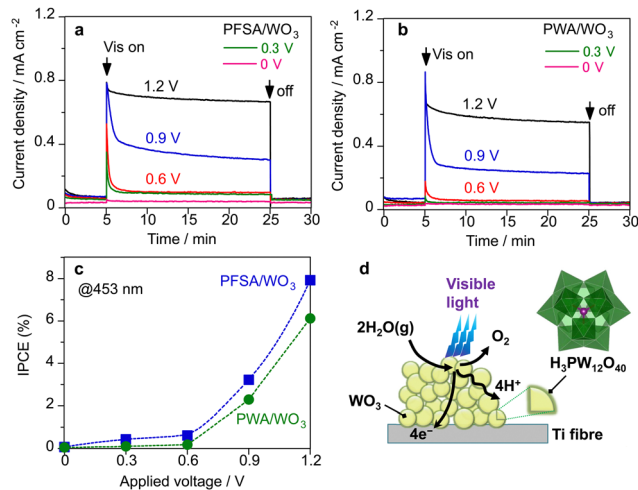 a
PFSA/WO₃
Vis on
0.3 V
0 V
1.2 V
off
0.9 V
0.6 V
1.2
0.8
0.4
0
Current density / mA cm⁻²
0 5 10 15 20 25 30
Time / min
b
PWA/WO₃
Vis on
0.3 V
0 V
1.2 V
off
0.9 V
0.6 V
1.2
0.8
0.4
0
Current density / mA cm⁻²
0 5 10 15 20 25 30
Time / min
c
@453 nm
PFSA/WO₃
PWA/WO₃
8
6
4
2
0
IPCE (%)
0 0.3 0.6 0.9 1.2
Applied voltage / V
d
Visible
light
2H₂O(g)
O₂
H₃PW₁₂O₄₀
4H⁺
WO₃
4e⁻
Ti fibre